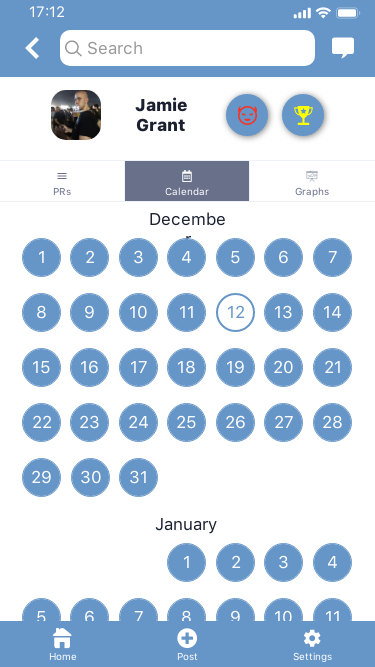 17:12
Search
Jamie
Grant
PRs
Calendar
Graphs
Decembe
r
1 2 3 4 5 6 7
8 9 10 11 12 13 14
15 16 17 18 19 20 21
22 23 24 25 26 27 28
29 30 31
January
1 2 3 4
5 6 7 8 9 10 11
Home
Post
Settings